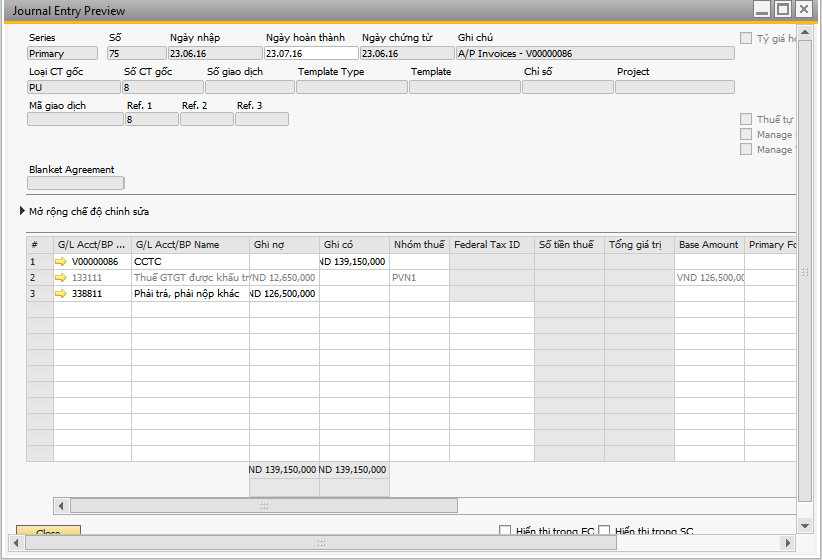 Journal Entry Preview
Series Số Ngày nhập Ngày hoàn thành Ngày chứng từ Ghi chú
Primary 75 23.06.16 23.07.16 23.06.16 A/P Invoices - V00000086
Tỷ giá
Loại CT gốc Số CT gốc Số giao dịch Template Type Template Chỉ số Project
PU 8
Mã giao dịch Ref. 1 Ref. 2 Ref. 3
8
Thuế tự
Manage
Manage
Blanket Agreement
Mở rộng chế độ chỉnh sửa
# G/L Acct/BP ... G/L Acct/BP Name Ghi nợ Ghi có Nhóm thuế Federal Tax ID Số tiền thuế Tổng giá trị Base Amount Primary Fo
1 V00000086 CCTC ND 139,150,000
2 133111 Thuế GTGT được khấu tr VND 12,650,000 PVN1 VND 126,500,00
3 338811 Phải trả, phải nộp khác ND 126,500,000
ND 139,150,000 ND 139,150,000
Close
Hiển thị trong FC Hiển thị trong SC